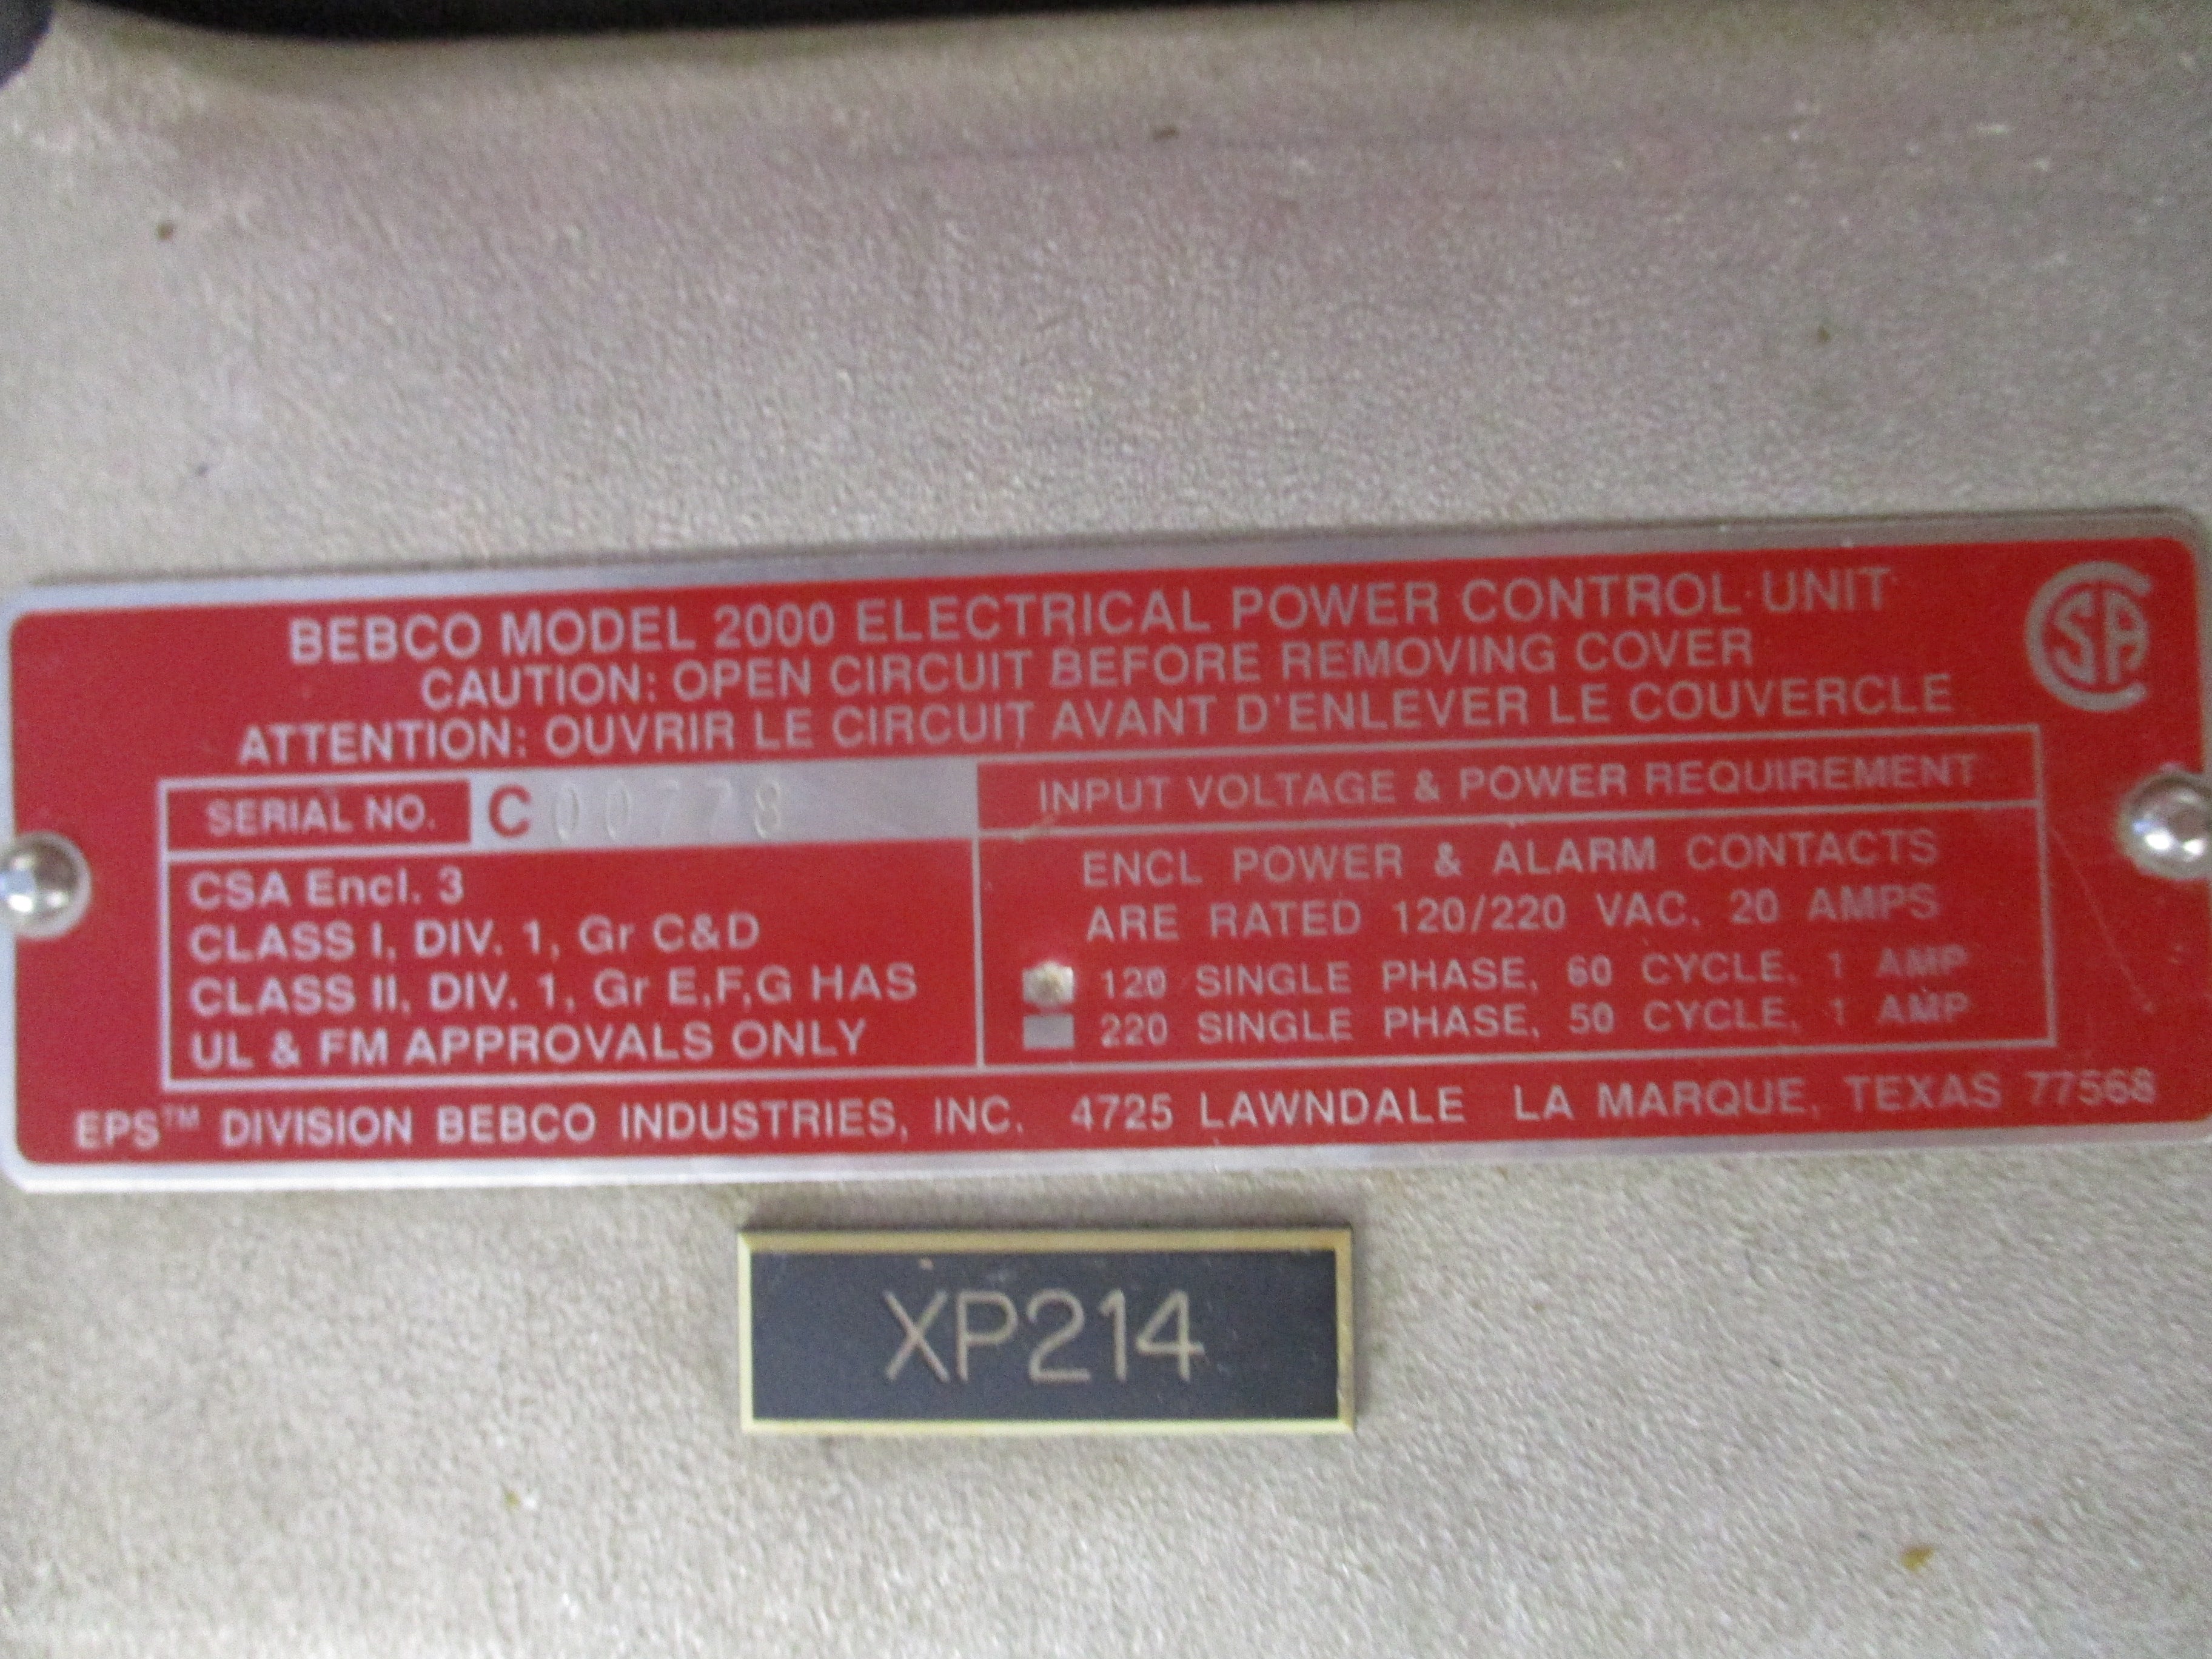 BEBCO MODEL 2000 ELECTRICAL POWER CONTROL UNIT
CAUTION: OPEN CIRCUIT BEFORE REMOVING COVER
ATTENTION: OUVRIR LE CIRCUIT AVANT D'ENLEVER LE COUVERCLE
CSA
SERIAL NO. C 00778
CSA Encl. 3
CLASS I, DIV. 1, Gr C&D
CLASS II, DIV. 1, Gr E,F,G HAS
UL & FM APPROVALS ONLY
INPUT VOLTAGE & POWER REQUIREMENT
ENCL POWER & ALARM CONTACTS
ARE RATED 120/220 VAC, 20 AMPS
120 SINGLE PHASE, 60 CYCLE, 1 AMP
220 SINGLE PHASE, 50 CYCLE, 1 AMP
EPS™ DIVISION BEBCO INDUSTRIES, INC. 4725 LAWNDALE LA MARQUE, TEXAS 77568
XP214